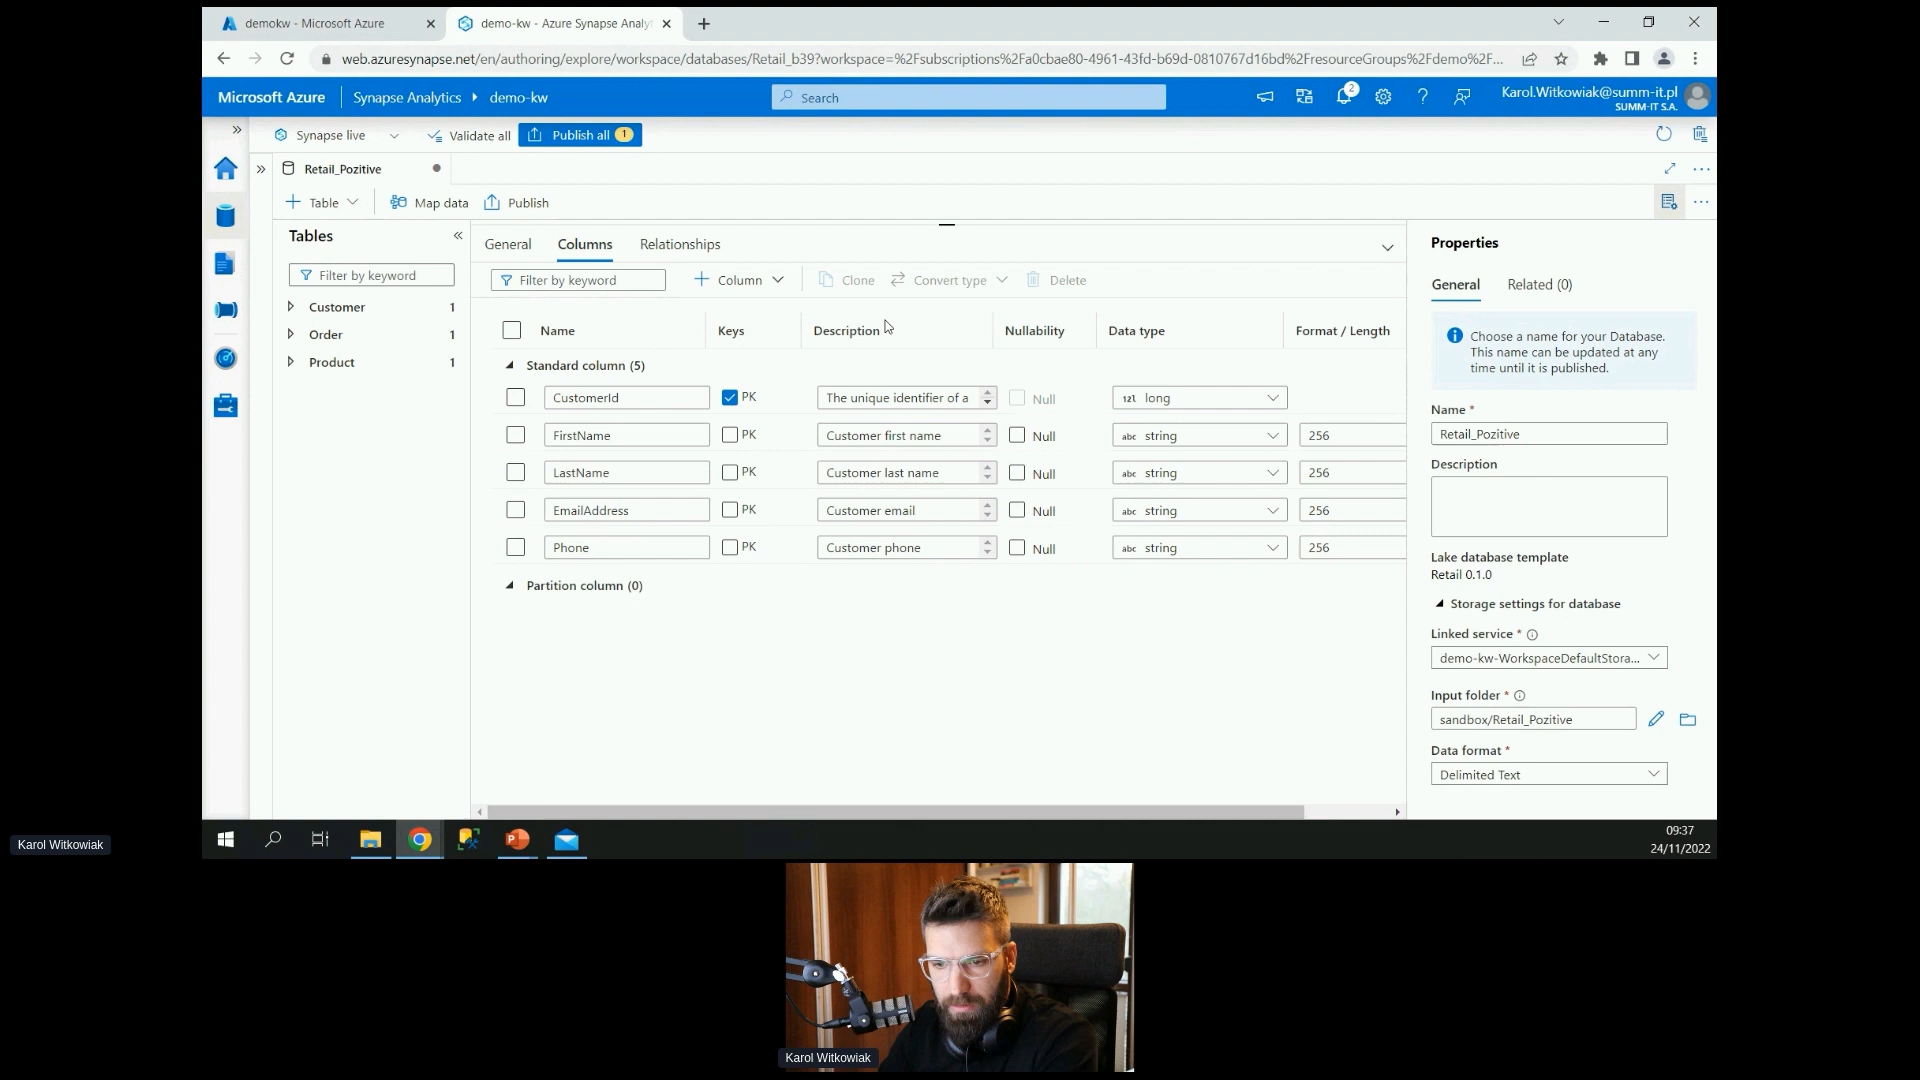 demokw - Microsoft Azure
demo-kw - Azure Synapse Analy
web.azuresynapse.net/en/authoring/explore/workspace/databases/Retail_b39?workspace=%2Fsubscriptions%2Fa0cbae80-4961-43fd-b69d-0810767d16bd%2FresourceGroups%2Fdemo%2F...
Microsoft Azure
Synapse Analytics
demo-kw
Search
2
Karol.Witkowiak@summ-it.pl
SUMM-IT S.A.
Synapse live
Validate all
Publish all
1
Retail_Pozitive
Table
Map data
Publish
Tables
Filter by keyword
Customer 1
Order 1
Product 1
General
Columns
Relationships
Filter by keyword
Column
Clone
Convert type
Delete
Name Keys Description Nullability Data type Format / Length
Standard column (5)
CustomerId PK The unique identifier of a Null 12l long
FirstName PK Customer first name Null abc string 256
LastName PK Customer last name Null abc string 256
EmailAddress PK Customer email Null abc string 256
Phone PK Customer phone Null abc string 256
Partition column (0)
Properties
General
Related (0)
Choose a name for your Database.
This name can be updated at any
time until it is published.
Name *
Retail_Pozitive
Description
Lake database template
Retail 0.1.0
Storage settings for database
Linked service *
demo-kw-WorkspaceDefaultStora...
Input folder *
sandbox/Retail_Pozitive
Data format *
Delimited Text
09:37
24/11/2022
Karol Witkowiak
Karol Witkowiak